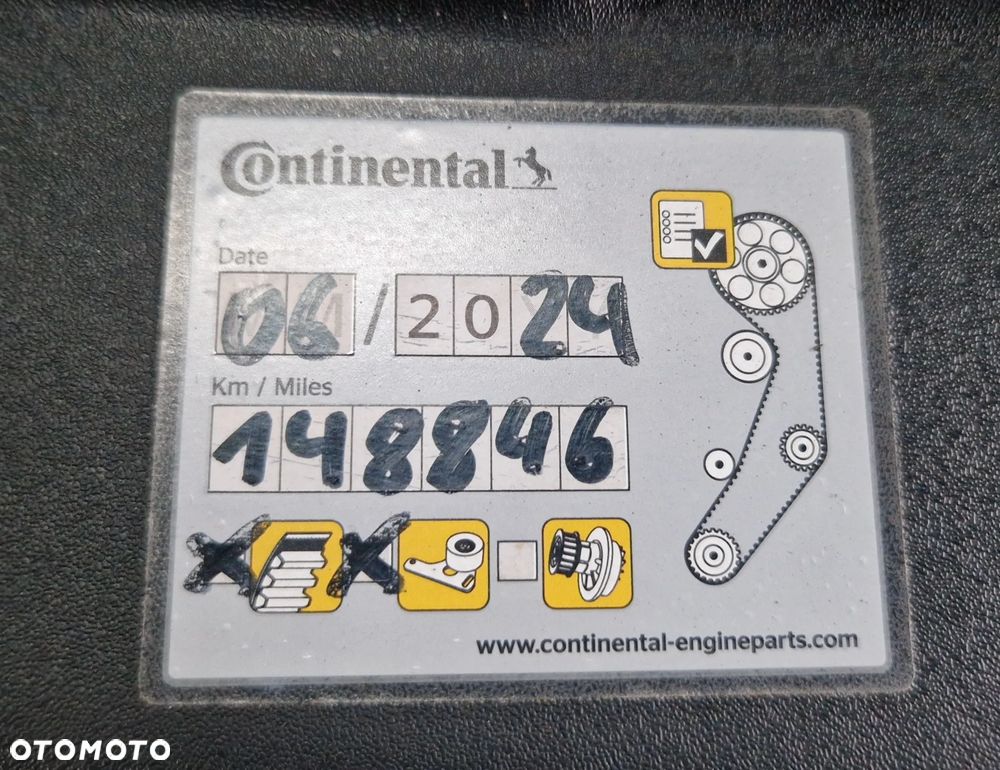 Continental
Date
06 / 2024
Km / Miles
148846
X X
www.continental-engineparts.com
OTOMOTO